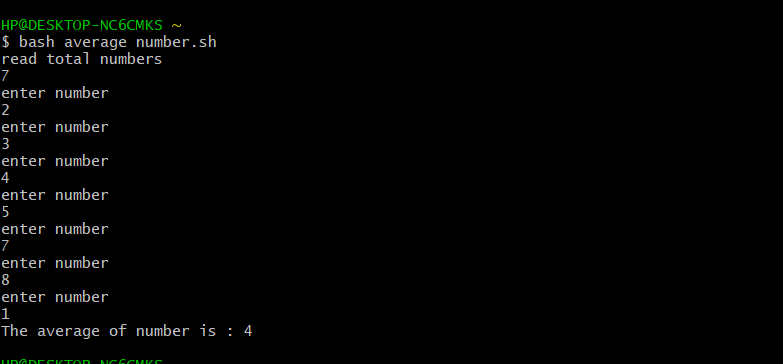 HP@DESKTOP-NC6CMKS ~
$ bash average number.sh
read total numbers
7
enter number
2
enter number
3
enter number
4
enter number
5
enter number
7
enter number
8
enter number
1
The average of number is : 4
HP@DESKTOP-NC6CMKS ~